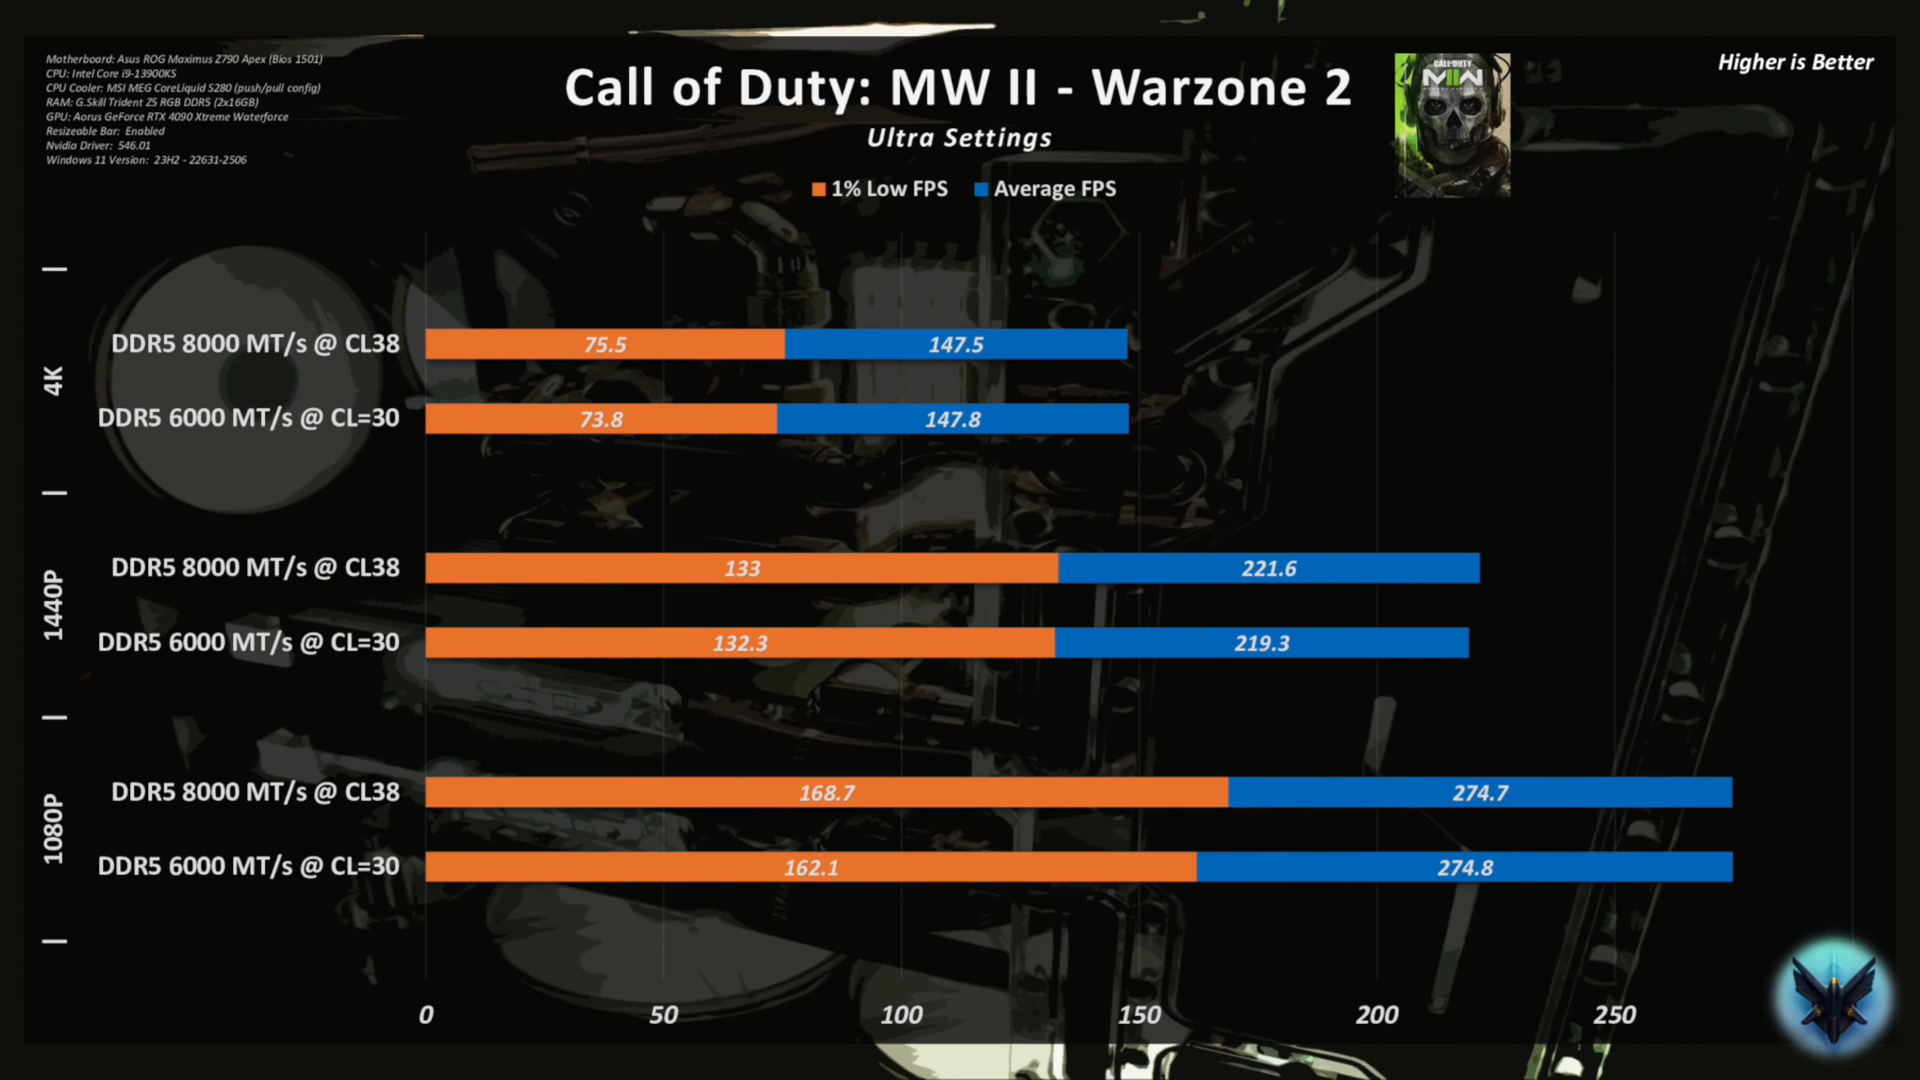 Motherboard: Asus ROG Maximus Z790 Apex (Bios 1501)
CPU: Intel Core i9-13900KS
CPU Cooler: MSI MEG CoreLiquid S280 (push/pull config)
RAM: G.Skill Trident Z5 RGB DDR5 (2x16GB)
GPU: Aorus GeForce RTX 4090 Xtreme Waterforce
Resizeable Bar: Enabled
Nvidia Driver: 546.01
Windows 11 Version: 23H2 - 22631-2506
Call of Duty: MW II - Warzone 2
Ultra Settings
1% Low FPS
Average FPS
CALL OF DUTY
MWII
Higher is Better
4K
DDR5 8000 MT/s @ CL38
75.5
147.5
DDR5 6000 MT/s @ CL=30
73.8
147.8
1440P
DDR5 8000 MT/s @ CL38
133
221.6
DDR5 6000 MT/s @ CL=30
132.3
219.3
1080P
DDR5 8000 MT/s @ CL38
168.7
274.7
DDR5 6000 MT/s @ CL=30
162.1
274.8
0 50 100 150 200 250